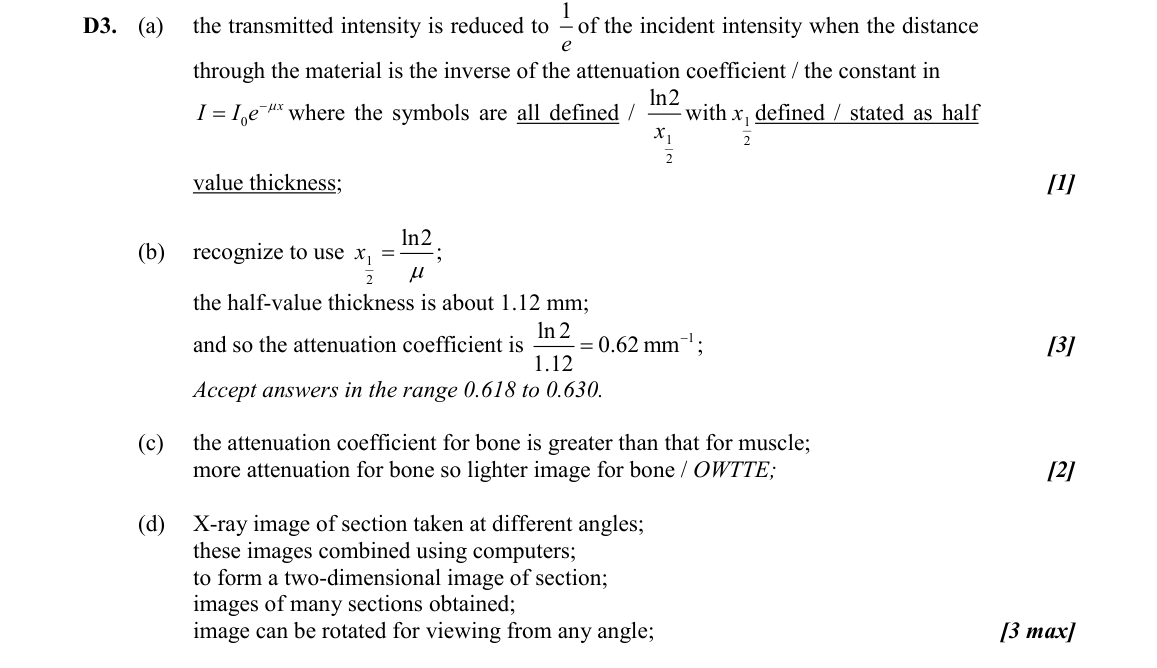 D3. (a) the transmitted intensity is reduced to 1/e of the incident intensity when the distance
through the material is the inverse of the attenuation coefficient / the constant in
I = I₀e^(−μx) where the symbols are all defined / ln2/x_(1/2) with x_(1/2) defined / stated as half
value thickness; [1]
(b) recognize to use x_(1/2) = ln2/μ;
the half-value thickness is about 1.12 mm;
and so the attenuation coefficient is ln 2/1.12 = 0.62 mm⁻¹; [3]
Accept answers in the range 0.618 to 0.630.
(c) the attenuation coefficient for bone is greater than that for muscle;
more attenuation for bone so lighter image for bone / OWTTE; [2]
(d) X-ray image of section taken at different angles;
these images combined using computers;
to form a two-dimensional image of section;
images of many sections obtained;
image can be rotated for viewing from any angle; [3 max]